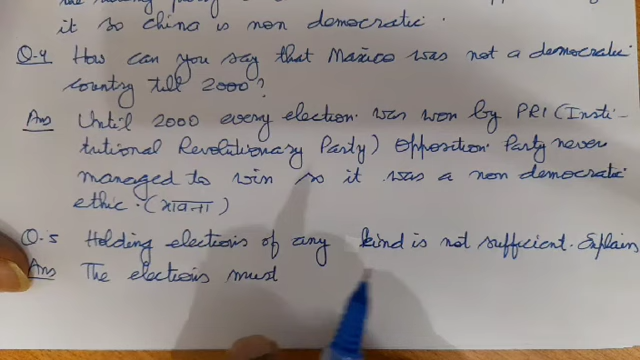 it so china is non democratic.
Q.4 How can you say that Maxico was not a democratic
country till 2000?
Ans Until 2000 every election was won by PRI (Insti-
tutional Revolutionary Party) Opposition Party never
managed to win so it was a non democratic
ethic. (भावना)
Q.5 Holding elections of any kind is not sufficient. Explain
Ans The elections must